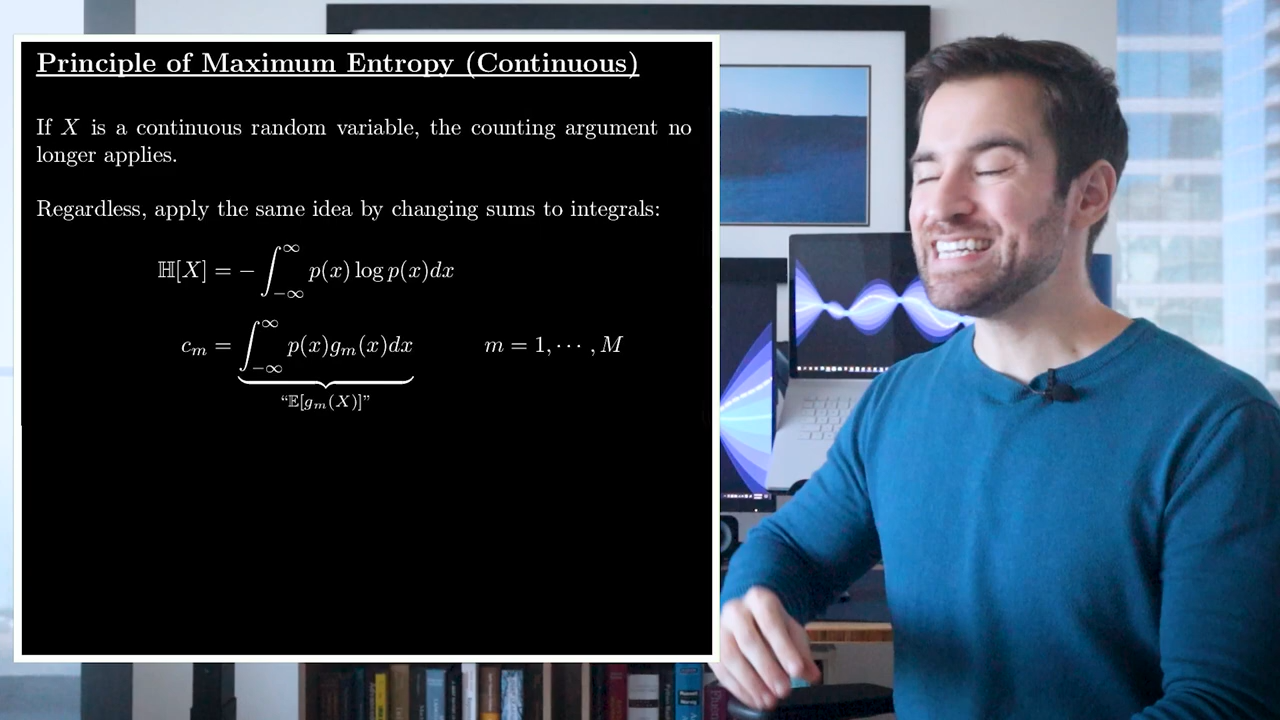 Principle of Maximum Entropy (Continuous)
If X is a continuous random variable, the counting argument no
longer applies.
Regardless, apply the same idea by changing sums to integrals:
ℍ[X] = − ∫_{−∞}^{∞} p(x) log p(x)dx
c_m = ∫_{−∞}^{∞} p(x)g_m(x)dx m = 1, ⋯ , M
“𝔼[g_m(X)]”